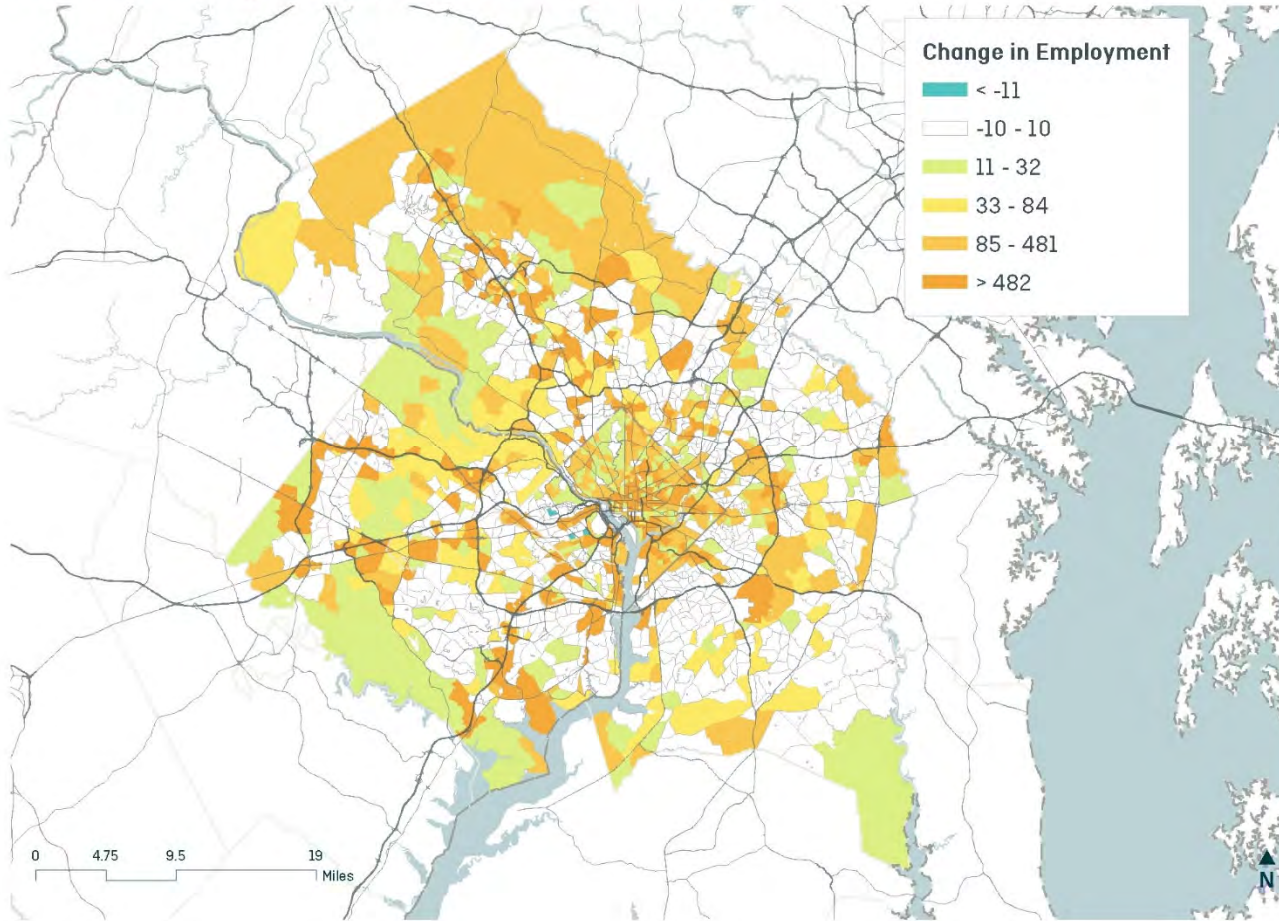 Change in Employment
< -11
-10 - 10
11 - 32
33 - 84
85 - 481
> 482
0 4.75 9.5 19
Miles
N